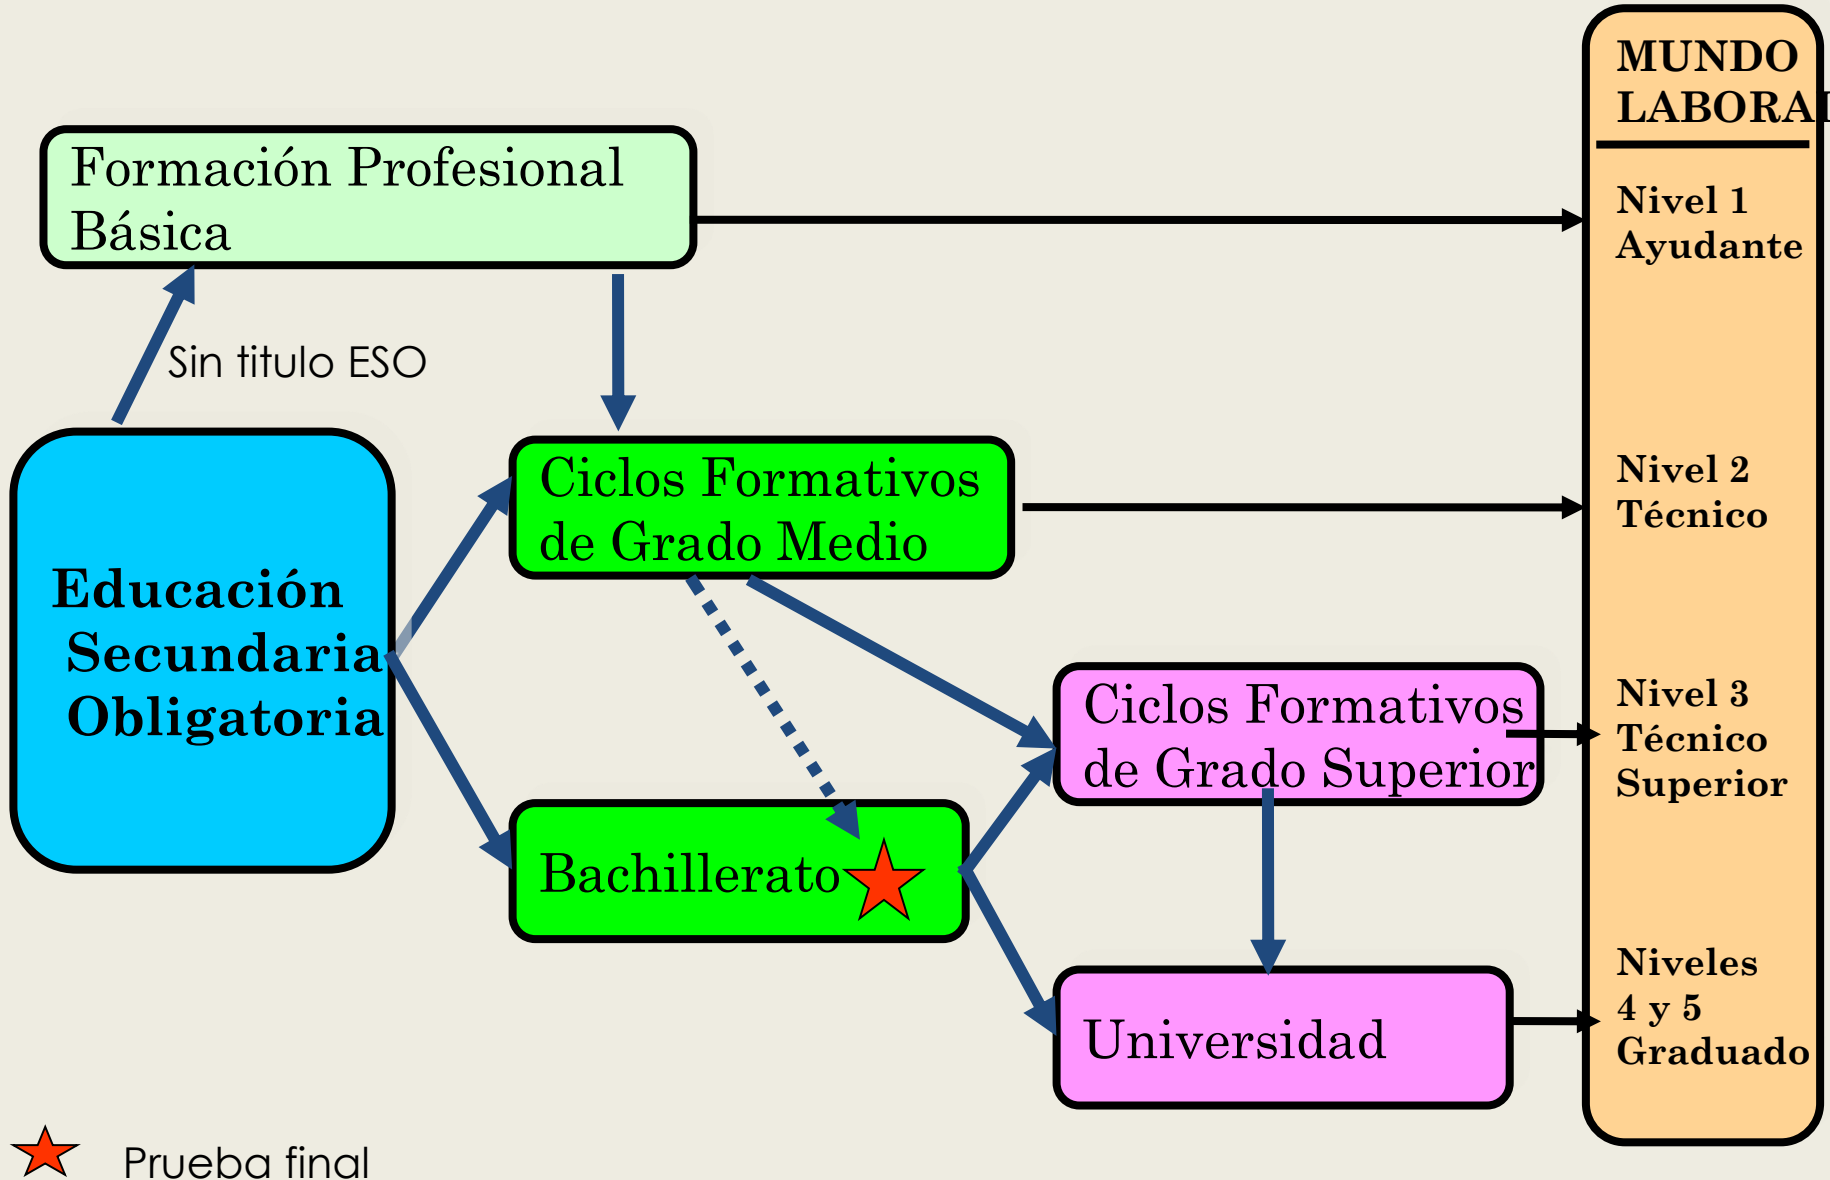 MUNDO
LABORAL
Formación Profesional
Básica
Nivel 1
Ayudante
Sin titulo ESO
Ciclos Formativos
de Grado Medio
Nivel 2
Técnico
Educación
Secundaria
Obligatoria
Ciclos Formativos
de Grado Superior
Nivel 3
Técnico
Superior
Bachillerato
Universidad
Niveles
4 y 5
Graduado
Prueba final